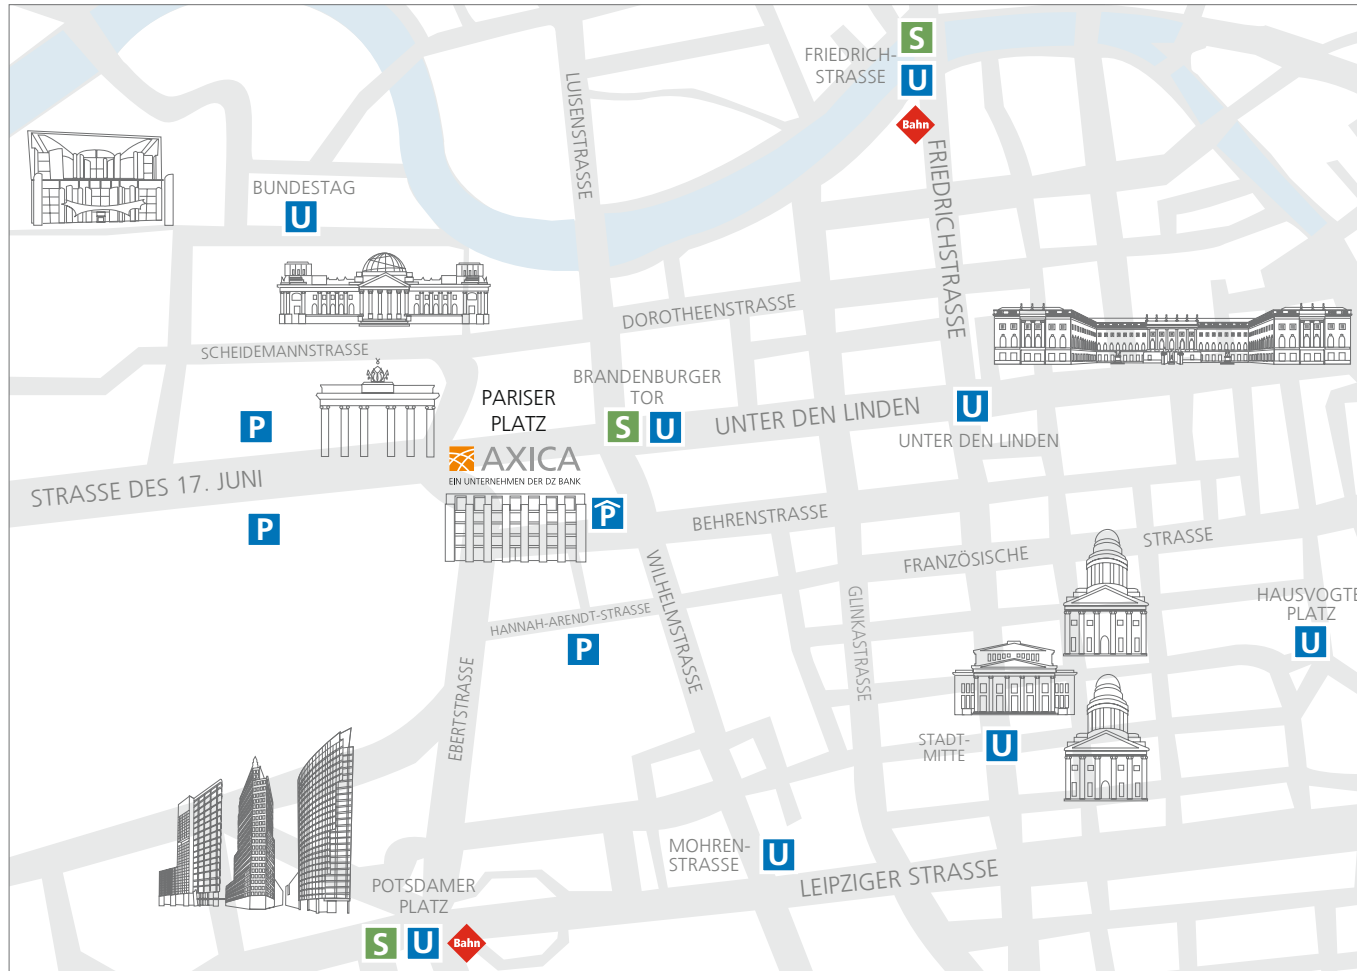 S
FRIEDRICH-
STRASSE
U
Bahn
LUISENSTRASSE
FRIEDRICHSTRASSE
BUNDESTAG
U
DOROTHEENSTRASSE
SCHEIDEMANNSTRASSE
BRANDENBURGER
TOR
S U
PARISER
PLATZ
UNTER DEN LINDEN
U
UNTER DEN LINDEN
P
AXICA
EIN UNTERNEHMEN DER DZ BANK
STRASSE DES 17. JUNI
P
P
BEHRENSTRASSE
FRANZÖSISCHE
STRASSE
WILHELMSTRASSE
GLINKASTRASSE
HAUSVOGTE
PLATZ
U
HANNAH-ARENDT-STRASSE
P
EBERTSTRASSE
STADT-
MITTE
U
MOHREN-
STRASSE
U
LEIPZIGER STRASSE
POTSDAMER
PLATZ
S U Bahn